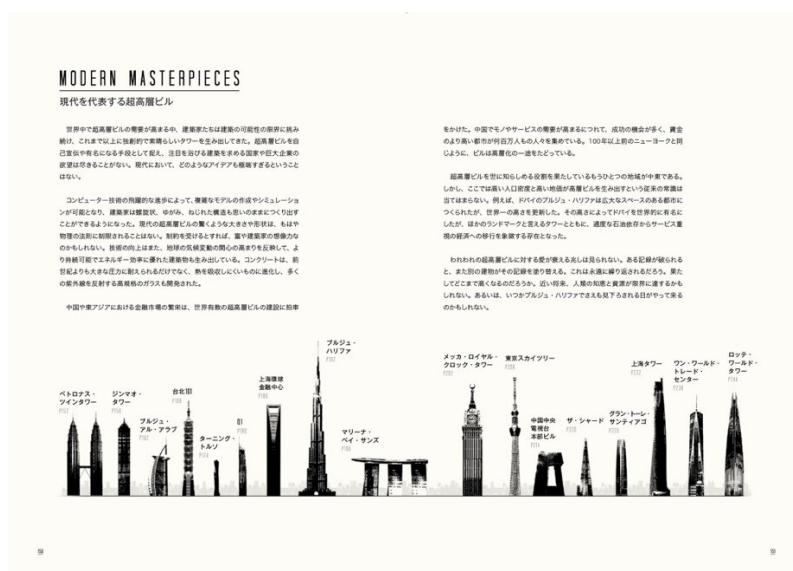 MODERN MASTERPIECES
現代を代表する超高層ビル
世界中で超高層ビルの需要が高まる中、建築家たちは建築の可能性の限界に挑み
続け、これまで以上に独創的で素晴らしいタワーを生み出してきた。超高層ビルを自
己宣伝や有名になる手段として捉え、注目を浴びる建築を求める国家や巨大企業の
欲望は尽きることがない。現代において、どのようなアイデアも極端すぎるということ
はない。
コンピューター技術の飛躍的な進歩によって、複雑なモデルの作成やシミュレーショ
ンが可能となり、建築家は螺旋状、ゆがみ、ねじれた構造も思いのままにつくり出す
ことができるようになった。現代の超高層ビルの驚くような大きさや形状は、もはや
物理の法則に制限されることはない。制約を受けるとすれば、富や建築家の想像力な
のかもしれない。技術の向上はまた、地球の気候変動の関心の高まりを反映して、よ
り持続可能でエネルギー効率に優れた建築物も生み出している。コンクリートは、前
世紀よりも大きな圧力に耐えられるだけでなく、熱を吸収しにくいものに進化し、多く
の紫外線を反射する高規格のガラスも開発された。
中国や東アジアにおける金融市場の繁栄は、世界有数の超高層ビルの建設に拍車
をかけた。中国でモノやサービスの需要が高まるにつれて、成功の機会が多く、資金
のより高い都市が何百万人もの人々を集めている。100年以上前のニューヨークと同
じように、ビルは高層化の一途をたどっている。
超高層ビルを世に知らしめる役割を果たしているもうひとつの地域が中東である。
しかし、ここでは高い人口密度と高い地価が高層ビルを生み出すという従来の常識は
当てはまらない。例えば、ドバイのブルジュ・ハリファは広大なスペースのある都市に
つくられたが、世界一の高さを更新した。その高さによってドバイを世界的に有名に
したが、ほかのランドマークと言えるタワーとともに、過度な石油依存からサービス重
視の経済への移行を象徴する存在となった。
われわれの超高層ビルに対する愛が衰える兆しは見られない。ある記録が破られる
と、また別の建物がその記録を塗り替える。これは永遠に繰り返されるだろう。果た
してどこまで高くなるのだろうか。近い将来、人類の知恵と資源が限界に達するかも
しれない。あるいは、いつかブルジュ・ハリファでさえも見下ろされる日がやって来る
のかもしれない。
ペトロナス・
ツインタワー
ジンマオ・
タワー
ブルジュ・
アル・アラブ
台北101
ターニング・
トルソ
Q1
上海環球
金融中心
ブルジュ・
ハリファ
マリーナ・
ベイ・サンズ
メッカ・ロイヤル・
クロック・タワー
東京スカイツリー
中国中央
電視台
本部ビル
ザ・シャード
グラン・トーレ・
サンティアゴ
上海タワー
ワン・ワールド・
トレード・
センター
ロッテ・
ワールド・
タワー